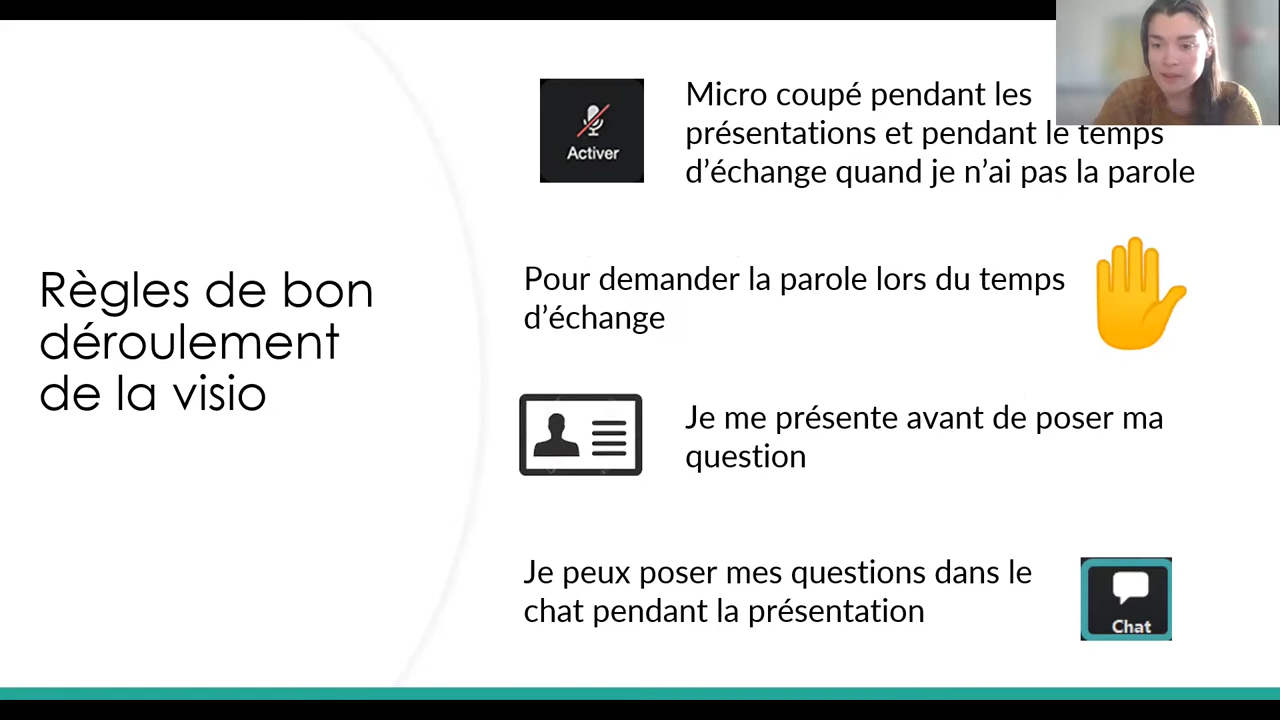 Règles de bon
déroulement
de la visio
Activer
Micro coupé pendant les
présentations et pendant le temps
d’échange quand je n’ai pas la parole
Pour demander la parole lors du temps
d’échange
Je me présente avant de poser ma
question
Je peux poser mes questions dans le
chat pendant la présentation
Chat